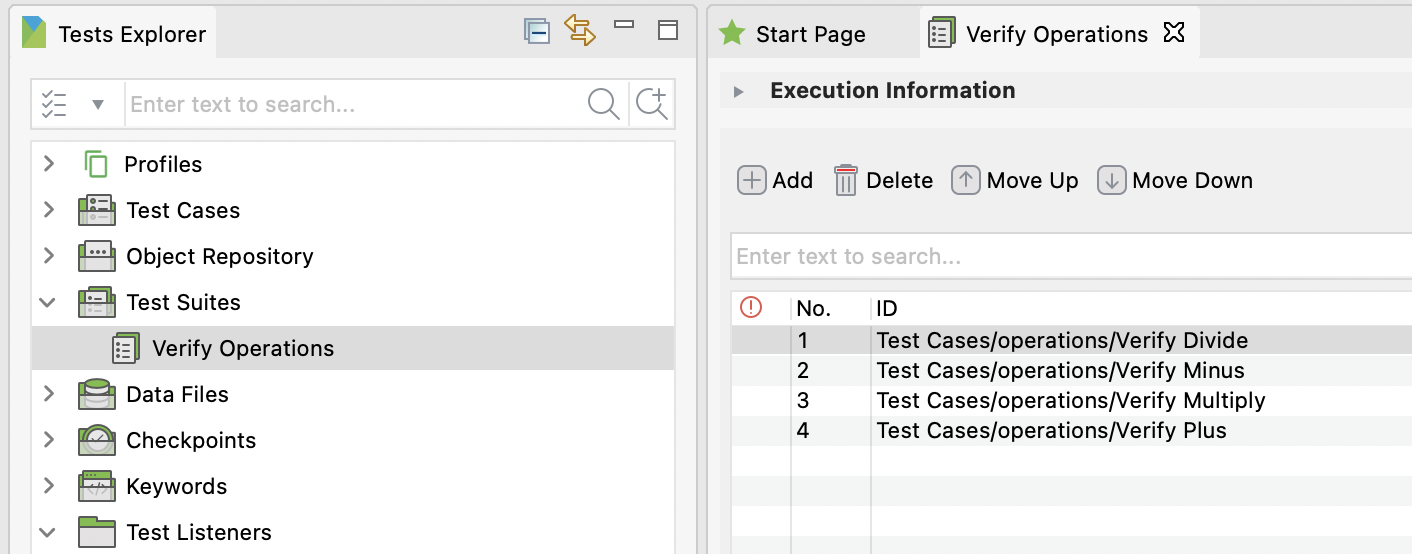 Tests Explorer
Enter text to search...
Profiles
Test Cases
Object Repository
Test Suites
Verify Operations
Data Files
Checkpoints
Keywords
Test Listeners
Start Page
Verify Operations
Execution Information
Add Delete Move Up Move Down
Enter text to search...
No. ID
1 Test Cases/operations/Verify Divide
2 Test Cases/operations/Verify Minus
3 Test Cases/operations/Verify Multiply
4 Test Cases/operations/Verify Plus